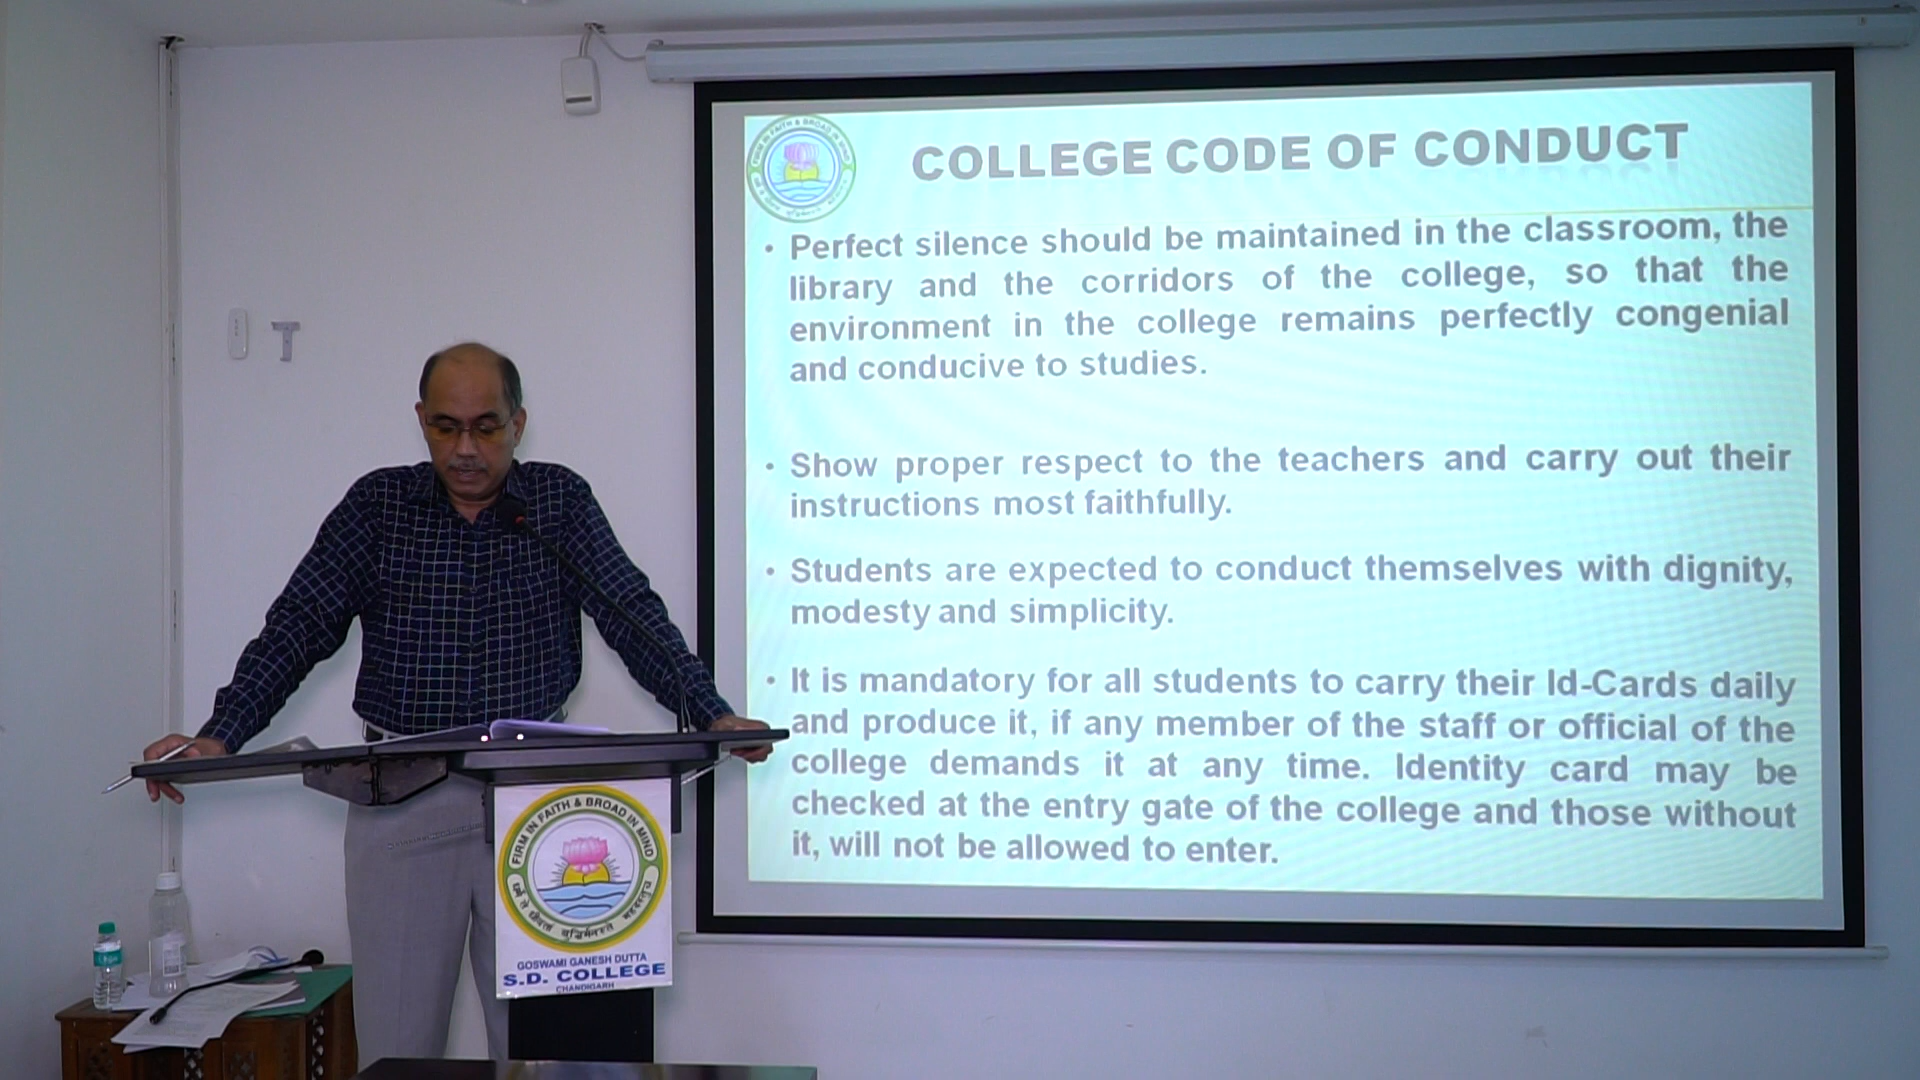 COLLEGE CODE OF CONDUCT
• Perfect silence should be maintained in the classroom, the
library and the corridors of the college, so that the
environment in the college remains perfectly congenial
and conducive to studies.
• Show proper respect to the teachers and carry out their
instructions most faithfully.
• Students are expected to conduct themselves with dignity,
modesty and simplicity.
• It is mandatory for all students to carry their Id-Cards daily
and produce it, if any member of the staff or official of the
college demands it at any time. Identity card may be
checked at the entry gate of the college and those without
it, will not be allowed to enter.
FIRM IN FAITH & BROAD IN MIND
FIRM IN FAITH & BROAD IN MIND
GOSWAMI GANESH DUTTA
S.D. COLLEGE
CHANDIGARH